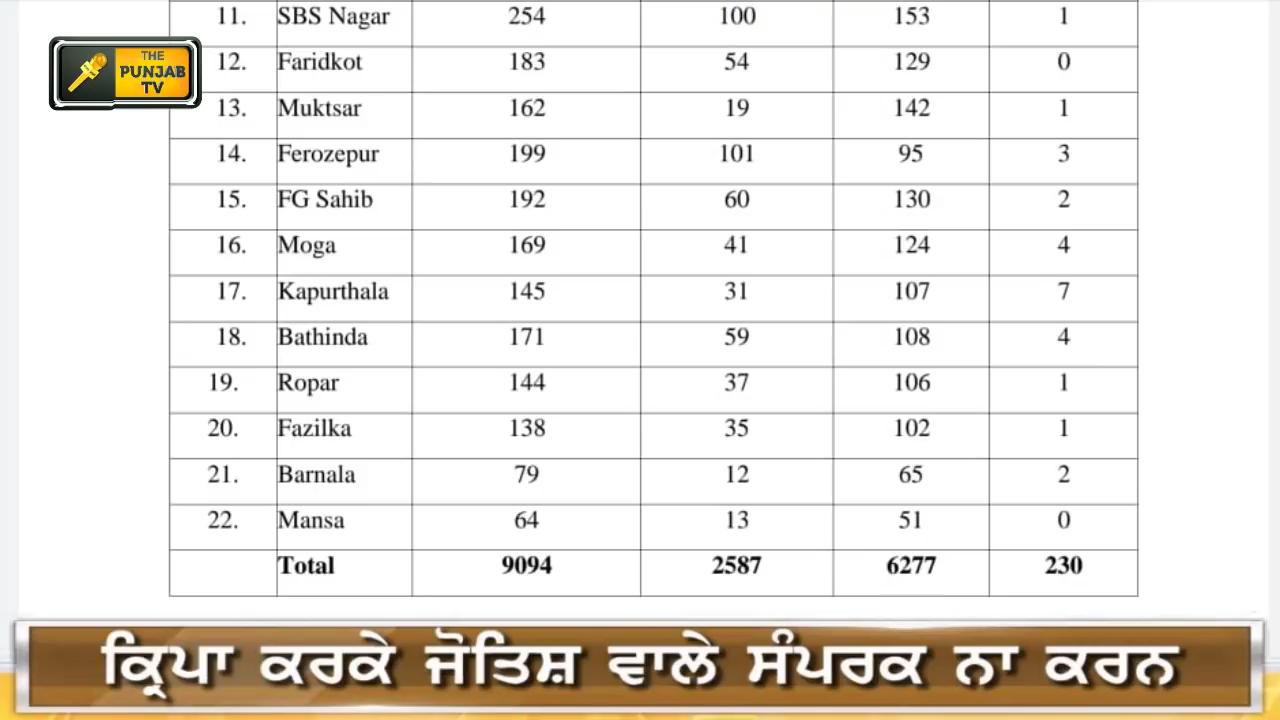 11. SBS Nagar 254 100 153 1
THE
PUNJAB
TV
12. Faridkot 183 54 129 0
13. Muktsar 162 19 142 1
14. Ferozepur 199 101 95 3
15. FG Sahib 192 60 130 2
16. Moga 169 41 124 4
17. Kapurthala 145 31 107 7
18. Bathinda 171 59 108 4
19. Ropar 144 37 106 1
20. Fazilka 138 35 102 1
21. Barnala 79 12 65 2
22. Mansa 64 13 51 0
Total 9094 2587 6277 230
ਕ੍ਰਿਪਾ ਕਰਕੇ ਜੋਤਿਸ਼ ਵਾਲੇ ਸੰਪਰਕ ਨਾ ਕਰਨ